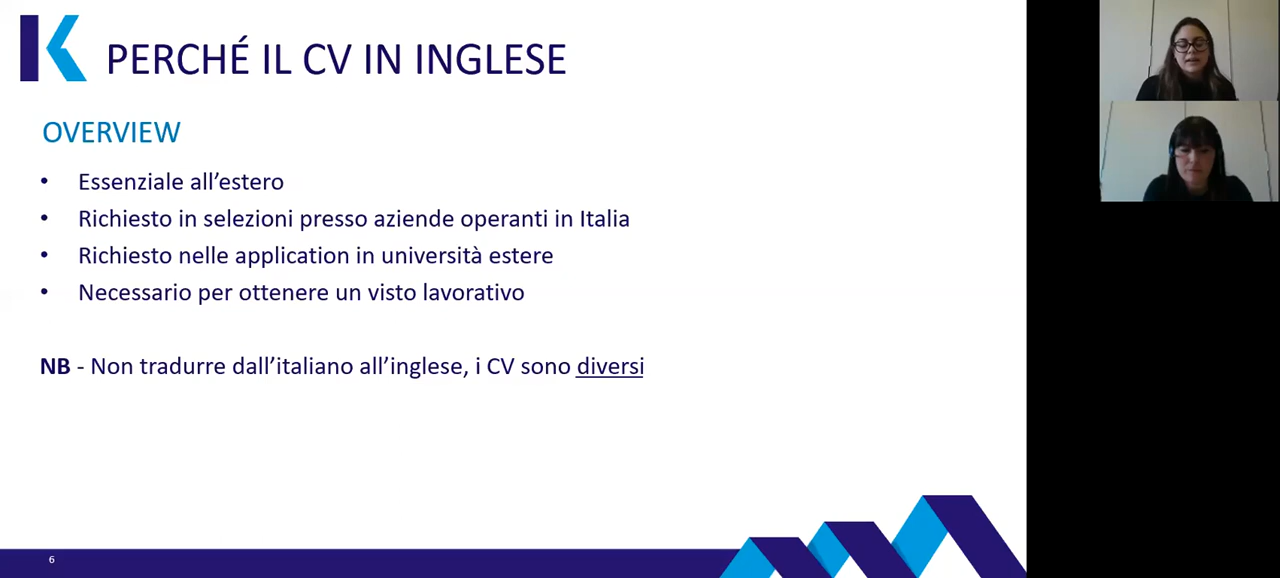 PERCHÉ IL CV IN INGLESE
OVERVIEW
• Essenziale all’estero
• Richiesto in selezioni presso aziende operanti in Italia
• Richiesto nelle application in università estere
• Necessario per ottenere un visto lavorativo
NB - Non tradurre dall’italiano all’inglese, i CV sono diversi
6